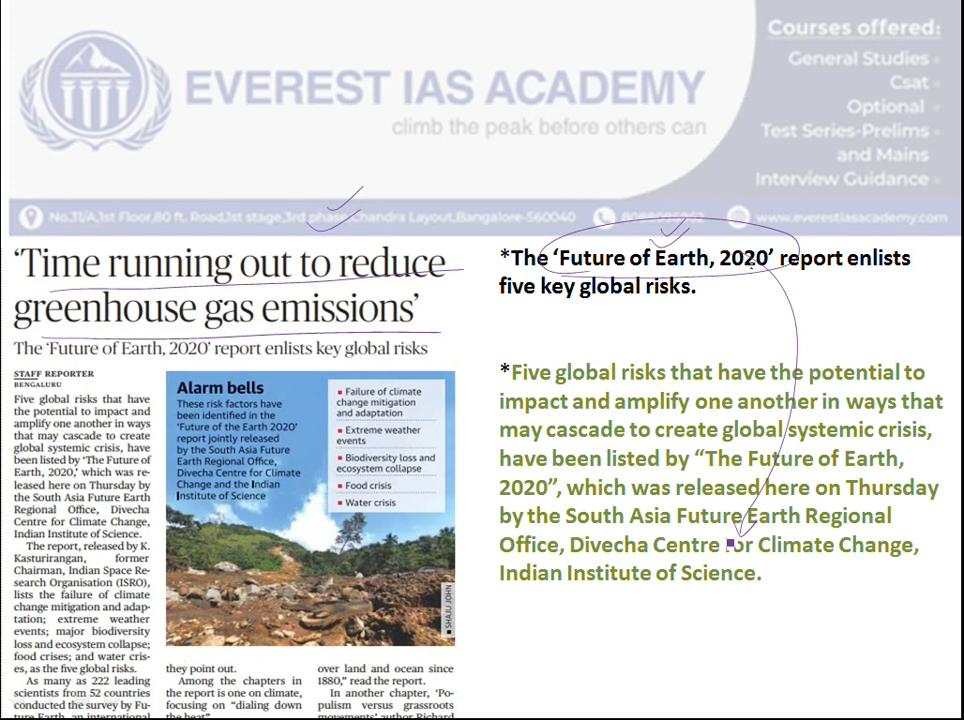 EVEREST IAS ACADEMY
climb the peak before others can
Courses offered:
General Studies
Csat
Optional
Test Series-Prelims
and Mains
Interview Guidance
No.31/A,1st Floor,80 ft. Road,1st stage,3rd phase,Chandra Layout,Bangalore-560040
www.everestiasacademy.com
‘Time running out to reduce
greenhouse gas emissions’
The ‘Future of Earth, 2020’ report enlists key global risks
STAFF REPORTER
BENGALURU
Five global risks that have
the potential to impact and
amplify one another in ways
that may cascade to create
global systemic crisis, have
been listed by ‘The Future of
Earth, 2020,’ which was re-
leased here on Thursday by
the South Asia Future Earth
Regional Office, Divecha
Centre for Climate Change,
Indian Institute of Science.
The report, released by K.
Kasturirangan, former
Chairman, Indian Space Re-
search Organisation (ISRO),
lists the failure of climate
change mitigation and adap-
tation; extreme weather
events; major biodiversity
loss and ecosystem collapse;
food crises; and water cris-
es, as the five global risks.
As many as 222 leading
scientists from 52 countries
conducted the survey by Fu-
ture Earth, an international
Alarm bells
These risk factors have
been identified in the
‘Future of the Earth 2020’
report jointly released
by the South Asia Future
Earth Regional Office,
Divecha Centre for Climate
Change and the Indian
Institute of Science
Failure of climate
change mitigation
and adaptation
Extreme weather
events
Biodiversity loss and
ecosystem collapse
Food crisis
Water crisis
SHAJU JOHN
they point out.
Among the chapters in
the report is one on climate,
focusing on “dialing down
the heat”
over land and ocean since
1880,” read the report.
In another chapter, ‘Po-
pulism versus grassroots
movements’ author Richard
*The ‘Future of Earth, 2020’ report enlists
five key global risks.
*Five global risks that have the potential to
impact and amplify one another in ways that
may cascade to create global systemic crisis,
have been listed by “The Future of Earth,
2020”, which was released here on Thursday
by the South Asia Future Earth Regional
Office, Divecha Centre for Climate Change,
Indian Institute of Science.